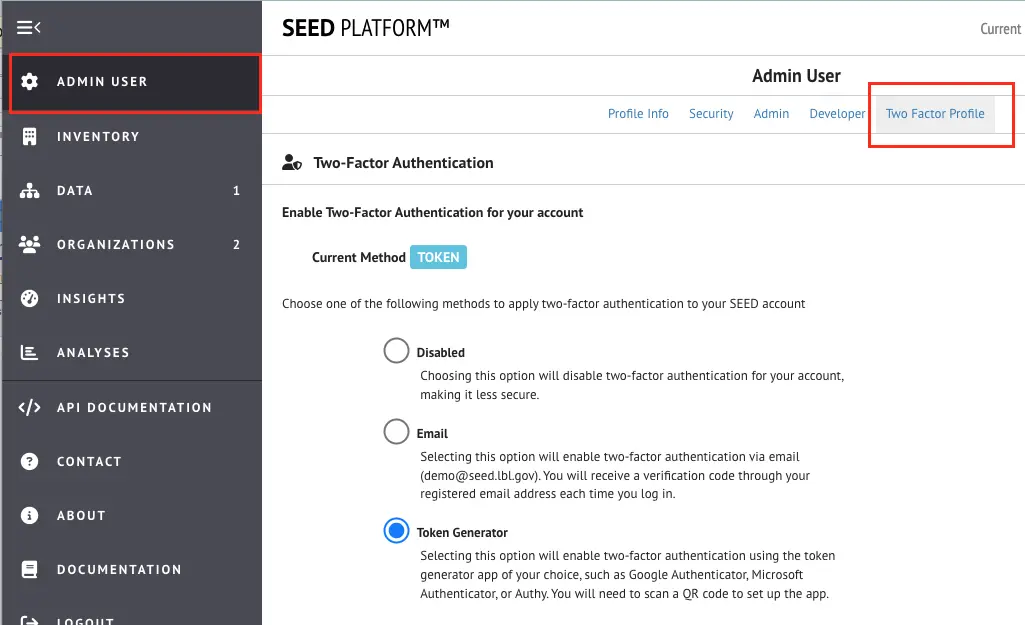 SEED PLATFORM™
Current
ADMIN USER
INVENTORY
DATA 1
ORGANIZATIONS 2
INSIGHTS
ANALYSES
API DOCUMENTATION
CONTACT
ABOUT
DOCUMENTATION
LOGOUT
Admin User
Profile Info Security Admin Developer Two Factor Profile
Two-Factor Authentication
Enable Two-Factor Authentication for your account
Current Method TOKEN
Choose one of the following methods to apply two-factor authentication to your SEED account
Disabled
Choosing this option will disable two-factor authentication for your account,
making it less secure.
Email
Selecting this option will enable two-factor authentication via email
(demo@seed.lbl.gov). You will receive a verification code through your
registered email address each time you log in.
Token Generator
Selecting this option will enable two-factor authentication using the token
generator app of your choice, such as Google Authenticator, Microsoft
Authenticator, or Authy. You will need to scan a QR code to set up the app.